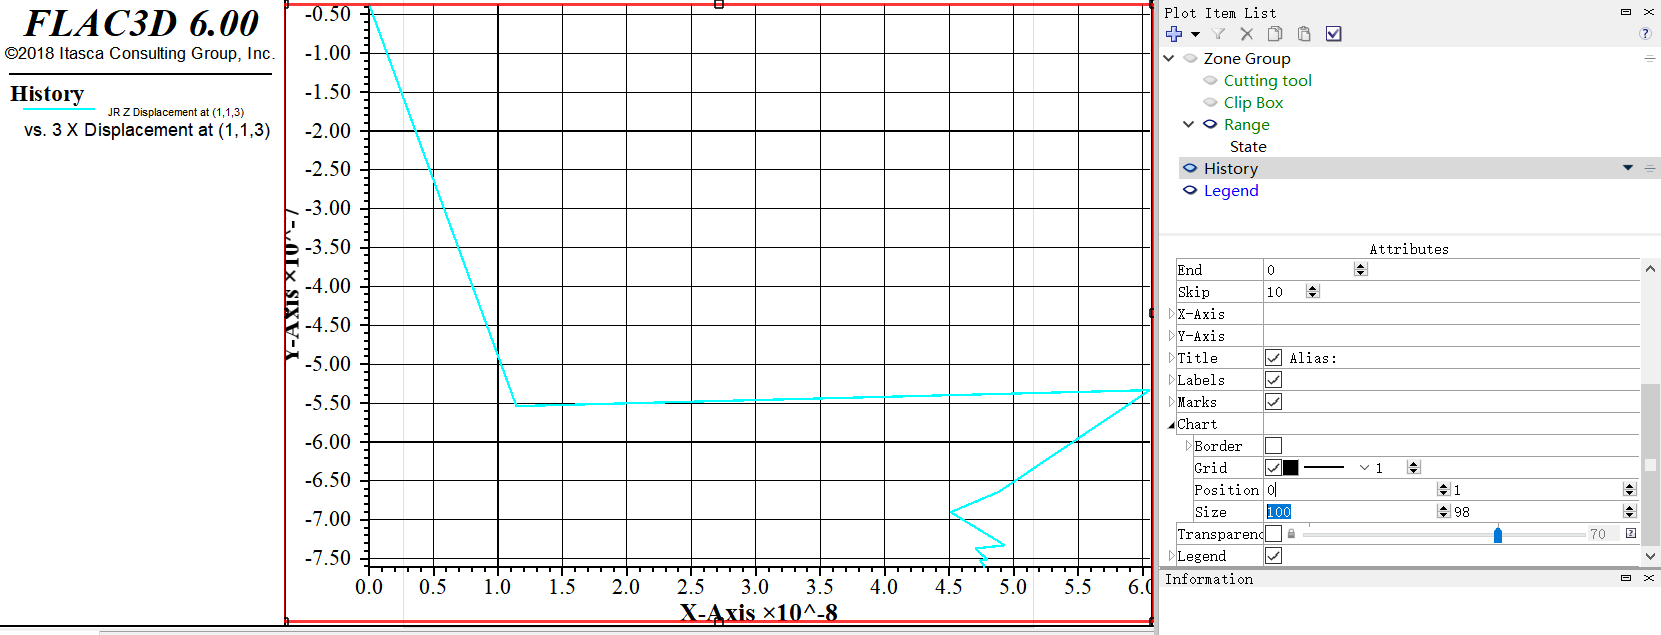 FLAC3D 6.00
©2018 Itasca Consulting Group, Inc.
History
JR Z Displacement at (1,1,3)
vs. 3 X Displacement at (1,1,3)
-0.50
-1.00
-1.50
-2.00
-2.50
-3.00
-3.50
-4.00
-4.50
-5.00
-5.50
-6.00
-6.50
-7.00
-7.50
Y-Axis ×10^-7
0.0 0.5 1.0 1.5 2.0 2.5 3.0 3.5 4.0 4.5 5.0 5.5 6.0
X-Axis ×10^-8
Plot Item List
Zone Group
Cutting tool
Clip Box
Range
State
History
Legend
Attributes
End 0
Skip 10
X-Axis
Y-Axis
Title Alias:
Labels
Marks
Chart
Border
Grid 1
Position 0 1
Size 100 98
Transparenc 70
Legend
Information